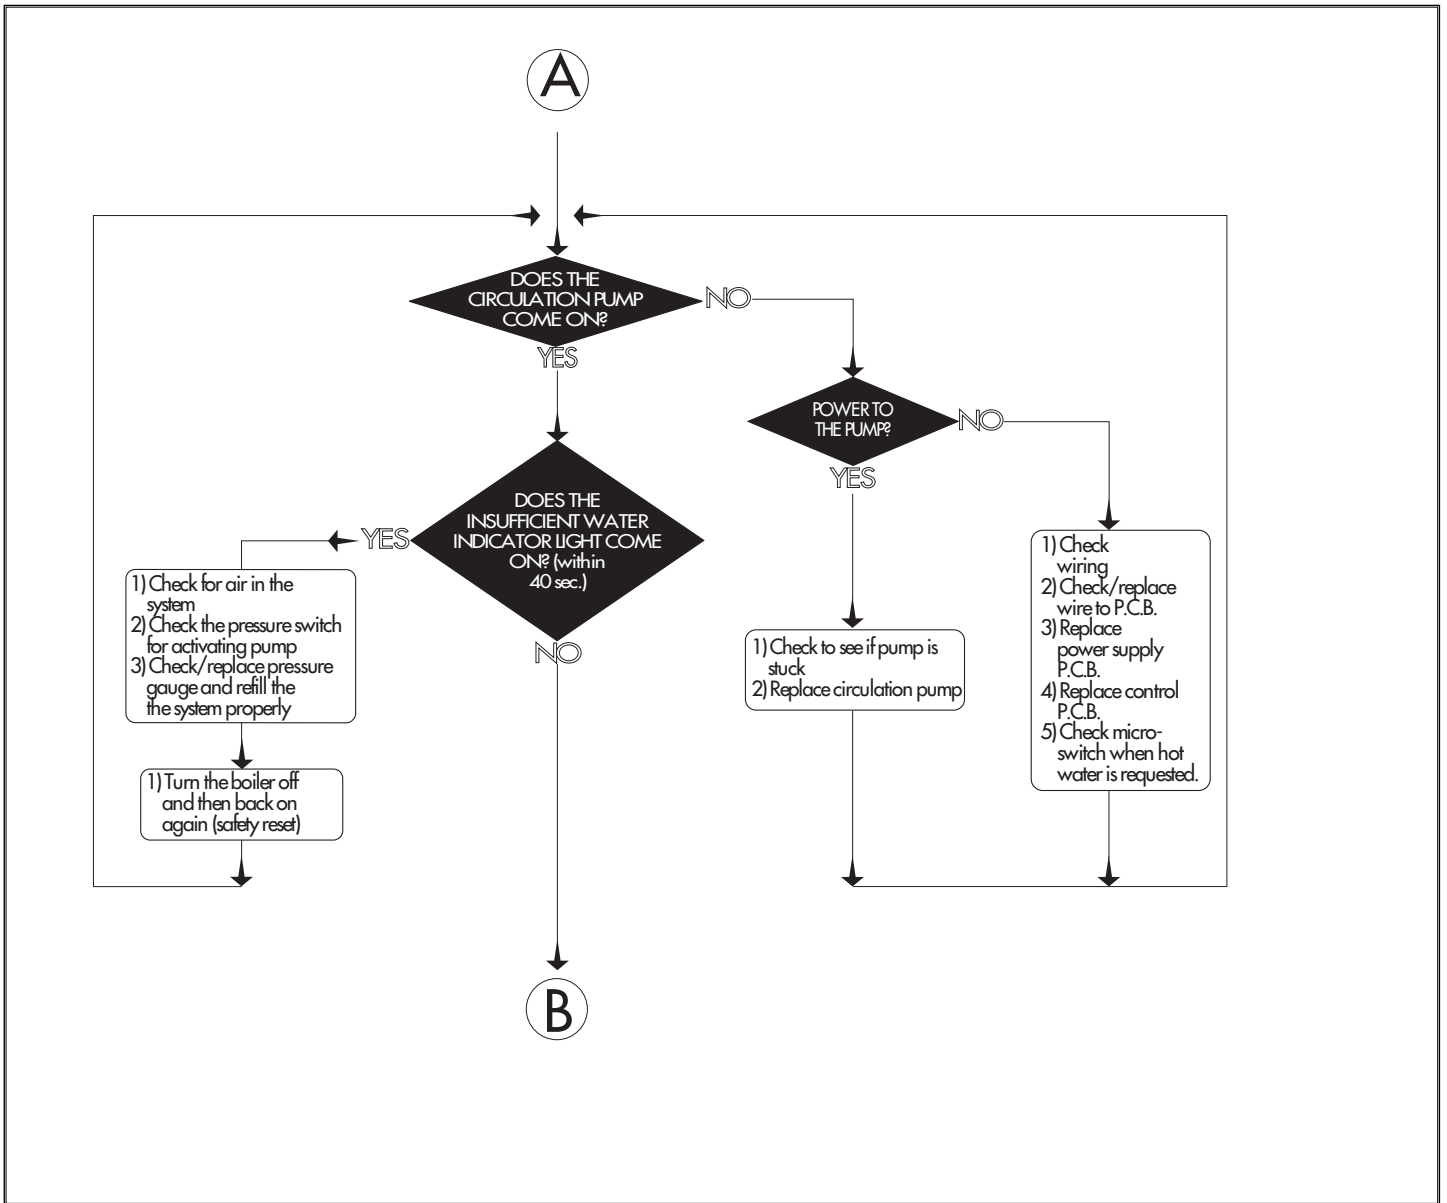 A
DOES THE
CIRCULATION PUMP
COME ON?
NO
YES
POWER TO
THE PUMP?
NO
YES
DOES THE
INSUFFICIENT WATER
INDICATOR LIGHT COME
ON? (within
40 sec.)
YES
NO
1) Check for air in the
system
2) Check the pressure switch
for activating pump
3) Check/replace pressure
gauge and refill the
the system properly
1) Turn the boiler off
and then back on
again (safety reset)
1) Check to see if pump is
stuck
2) Replace circulation pump
1) Check
wiring
2) Check/replace
wire to P.C.B.
3) Replace
power supply
P.C.B.
4) Replace control
P.C.B.
5) Check micro-
switch when hot
water is requested.
B